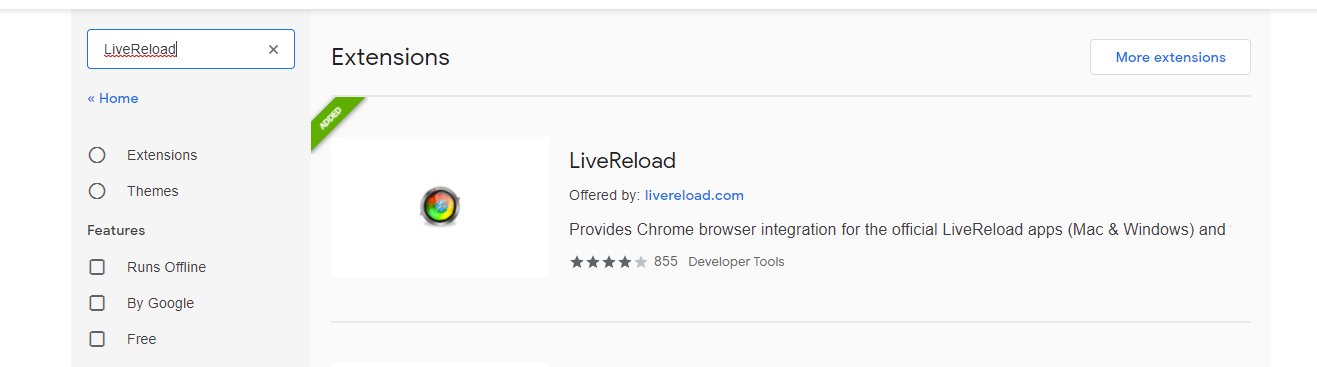 LiveReload
« Home
Extensions
Themes
Features
Runs Offline
By Google
Free
Extensions
More extensions
ADDED
LiveReload
Offered by: livereload.com
Provides Chrome browser integration for the official LiveReload apps (Mac & Windows) and
855 Developer Tools